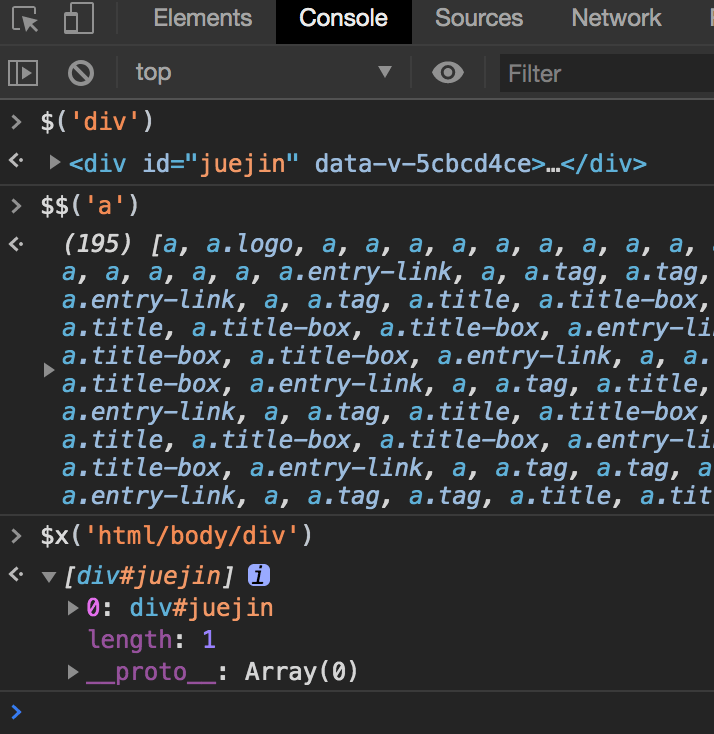 Elements Console Sources Network
top Filter
> $('div')
<div id="juejin" data-v-5cbcd4ce>…</div>
> $$('a')
(195) [a, a.logo, a, a, a, a, a, a, a, a, a,
a, a, a, a, a, a.entry-link, a, a.tag, a.tag,
a.entry-link, a, a.tag, a.title, a.title-box,
a.title, a.title-box, a.title-box, a.entry-li
a.title-box, a.title-box, a.entry-link, a, a.
a.title-box, a.entry-link, a, a.tag, a.title,
a.entry-link, a, a.tag, a.title, a.title-box,
a.title, a.title-box, a.title-box, a.entry-li
a.title-box, a.entry-link, a, a.tag, a.tag, a
a.entry-link, a, a.tag, a.tag, a.title, a.tit
> $x('html/body/div')
[div#juejin] i
0: div#juejin
length: 1
__proto__: Array(0)
>